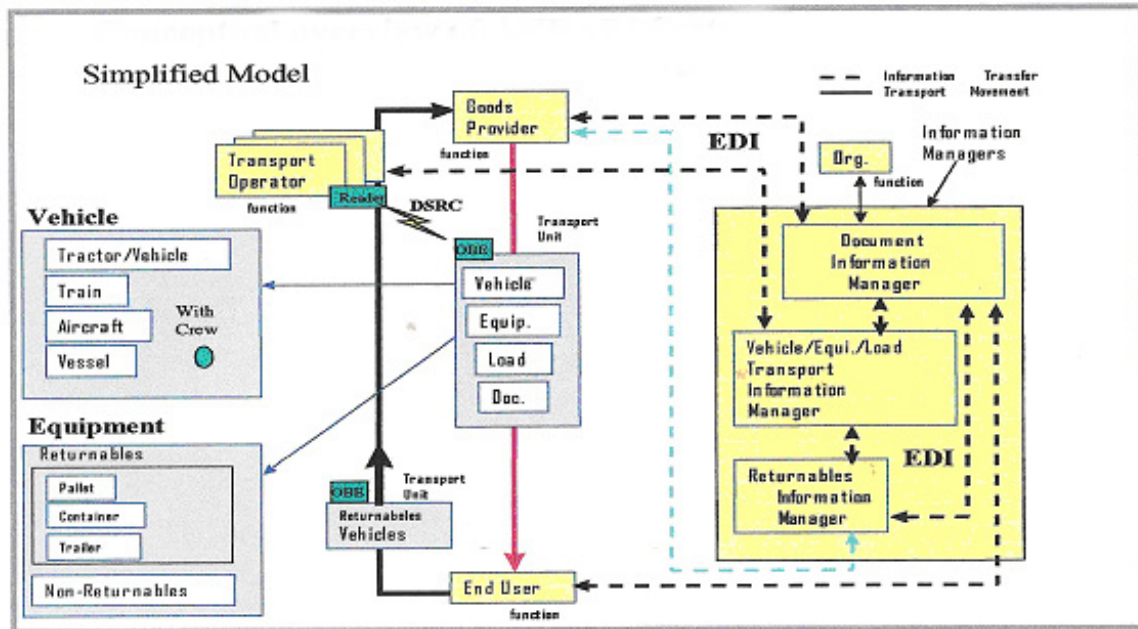 Simplified Model
Information Transfer
Transport Movement
Goods
Provider
function
EDI
Org.
function
Information
Managers
Transport
Operator
function
Reader
DSRC
OBE
Transport
Unit
Vehicle
Equip.
Load
Doc.
Vehicle
Tractor/Vehicle
Train
Aircraft
Vessel
With
Crew
Equipment
Returnables
Pallet
Container
Trailer
Non-Returnables
OBE
Transport
Unit
Returnabeles
Vehicles
End User
function
Document
Information
Manager
Vehicle/Equi./Load
Transport
Information
Manager
EDI
Returnables
Information
Manager